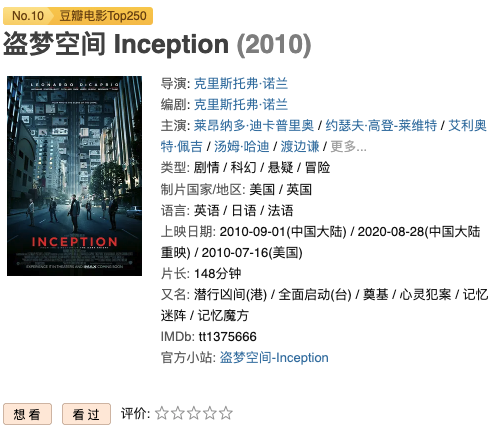 No.10 豆瓣电影Top250
盗梦空间 Inception (2010)
LEONARDO DiCAPRIO
INCEPTION
导演: 克里斯托弗·诺兰
编剧: 克里斯托弗·诺兰
主演: 莱昂纳多·迪卡普里奥 / 约瑟夫·高登-莱维特 / 艾利奥
特·佩吉 / 汤姆·哈迪 / 渡边谦 / 更多...
类型: 剧情 / 科幻 / 悬疑 / 冒险
制片国家/地区: 美国 / 英国
语言: 英语 / 日语 / 法语
上映日期: 2010-09-01(中国大陆) / 2020-08-28(中国大陆
重映) / 2010-07-16(美国)
片长: 148分钟
又名: 潜行凶间(港) / 全面启动(台) / 奠基 / 心灵犯案 / 记忆
迷阵 / 记忆魔方
IMDb: tt1375666
官方小站: 盗梦空间-Inception
想看 看过 评价: